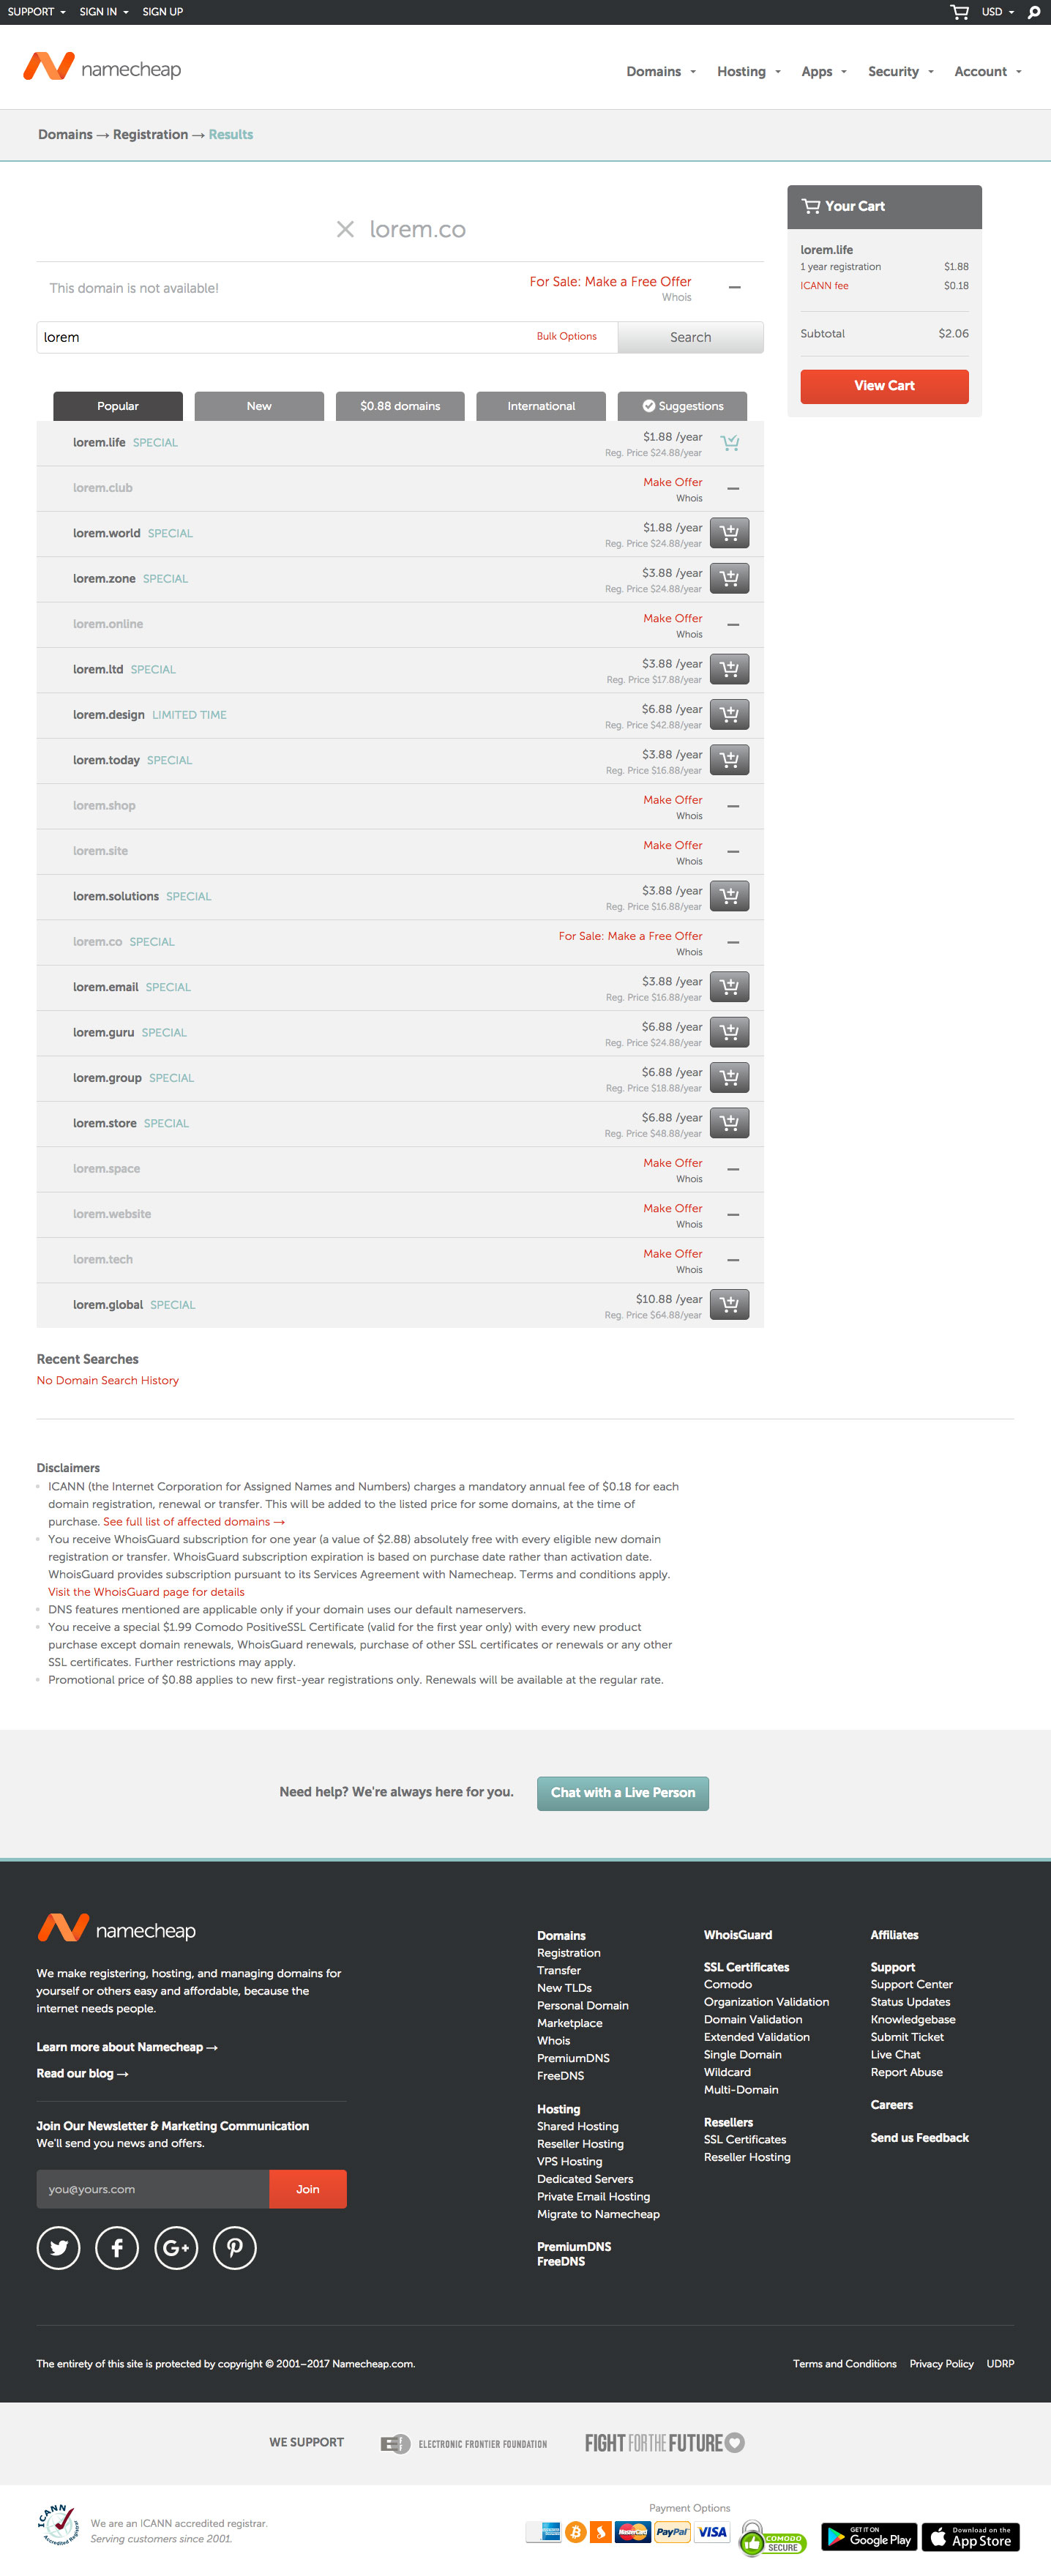 SUPPORT SIGN IN SIGN UP USD
namecheap
Domains Hosting Apps Security Account
Domains → Registration → Results
lorem.co
This domain is not available!
For Sale: Make a Free Offer
Whois
lorem Bulk Options Search
Your Cart
lorem.life
1 year registration $1.88
ICANN fee $0.18
Subtotal $2.06
View Cart
Popular New $0.88 domains International Suggestions
lorem.life SPECIAL $1.88 /year
Reg. Price $24.88/year
lorem.club Make Offer
Whois
lorem.world SPECIAL $1.88 /year
Reg. Price $24.88/year
lorem.zone SPECIAL $3.88 /year
Reg. Price $24.88/year
lorem.online Make Offer
Whois
lorem.ltd SPECIAL $3.88 /year
Reg. Price $17.88/year
lorem.design LIMITED TIME $6.88 /year
Reg. Price $42.88/year
lorem.today SPECIAL $3.88 /year
Reg. Price $16.88/year
lorem.shop Make Offer
Whois
lorem.site Make Offer
Whois
lorem.solutions SPECIAL $3.88 /year
Reg. Price $16.88/year
lorem.co SPECIAL For Sale: Make a Free Offer
Whois
lorem.email SPECIAL $3.88 /year
Reg. Price $16.88/year
lorem.guru SPECIAL $6.88 /year
Reg. Price $24.88/year
lorem.group SPECIAL $6.88 /year
Reg. Price $18.88/year
lorem.store SPECIAL $6.88 /year
Reg. Price $48.88/year
lorem.space Make Offer
Whois
lorem.website Make Offer
Whois
lorem.tech Make Offer
Whois
lorem.global SPECIAL $10.88 /year
Reg. Price $64.88/year
Recent Searches
No Domain Search History
Disclaimers
ICANN (the Internet Corporation for Assigned Names and Numbers) charges a mandatory annual fee of $0.18 for each
domain registration, renewal or transfer. This will be added to the listed price for some domains, at the time of
purchase. See full list of affected domains →
You receive WhoisGuard subscription for one year (a value of $2.88) absolutely free with every eligible new domain
registration or transfer. WhoisGuard subscription expiration is based on purchase date rather than activation date.
WhoisGuard provides subscription pursuant to its Services Agreement with Namecheap. Terms and conditions apply.
Visit the WhoisGuard page for details
DNS features mentioned are applicable only if your domain uses our default nameservers.
You receive a special $1.99 Comodo PositiveSSL Certificate (valid for the first year only) with every new product
purchase except domain renewals, WhoisGuard renewals, purchase of other SSL certificates or renewals or any other
SSL certificates. Further restrictions may apply.
Promotional price of $0.88 applies to new first-year registrations only. Renewals will be available at the regular rate.
Need help? We're always here for you. Chat with a Live Person
namecheap
We make registering, hosting, and managing domains for
yourself or others easy and affordable, because the
internet needs people.
Learn more about Namecheap →
Read our blog →
Join Our Newsletter & Marketing Communication
We'll send you news and offers.
you@yours.com Join
Domains
Registration
Transfer
New TLDs
Personal Domain
Marketplace
Whois
PremiumDNS
FreeDNS
Hosting
Shared Hosting
Reseller Hosting
VPS Hosting
Dedicated Servers
Private Email Hosting
Migrate to Namecheap
PremiumDNS
FreeDNS
WhoisGuard
SSL Certificates
Comodo
Organization Validation
Domain Validation
Extended Validation
Single Domain
Wildcard
Multi-Domain
Resellers
SSL Certificates
Reseller Hosting
Affiliates
Support
Support Center
Status Updates
Knowledgebase
Submit Ticket
Live Chat
Report Abuse
Careers
Send us Feedback
The entirety of this site is protected by copyright © 2001–2017 Namecheap.com.
Terms and Conditions Privacy Policy UDRP
WE SUPPORT ELECTRONIC FRONTIER FOUNDATION FIGHT FOR THE FUTURE
ICANN
Accredited Registrar
We are an ICANN accredited registrar.
Serving customers since 2001.
Payment Options
MasterCard PayPal VISA
COMODO
SECURE
GET IT ON
Google Play
Download on the
App Store